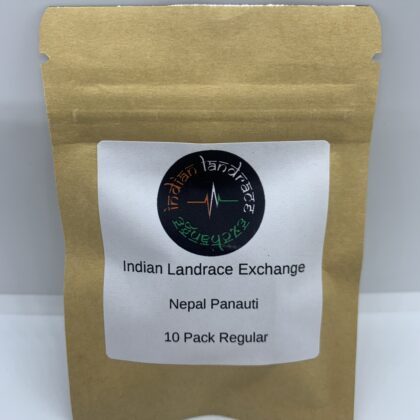 indian landrace
exchange
Indian Landrace Exchange
Nepal Panauti
10 Pack Regular